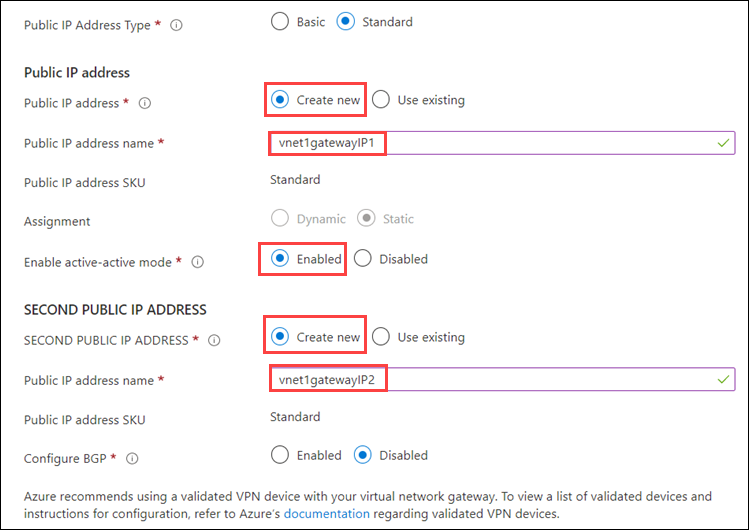 Public IP Address Type * Basic Standard
Public IP address
Public IP address * Create new Use existing
Public IP address name * vnet1gatewayIP1
Public IP address SKU Standard
Assignment Dynamic Static
Enable active-active mode * Enabled Disabled
SECOND PUBLIC IP ADDRESS
SECOND PUBLIC IP ADDRESS * Create new Use existing
Public IP address name * vnet1gatewayIP2
Public IP address SKU Standard
Configure BGP * Enabled Disabled
Azure recommends using a validated VPN device with your virtual network gateway. To view a list of validated devices and
instructions for configuration, refer to Azure's documentation regarding validated VPN devices.